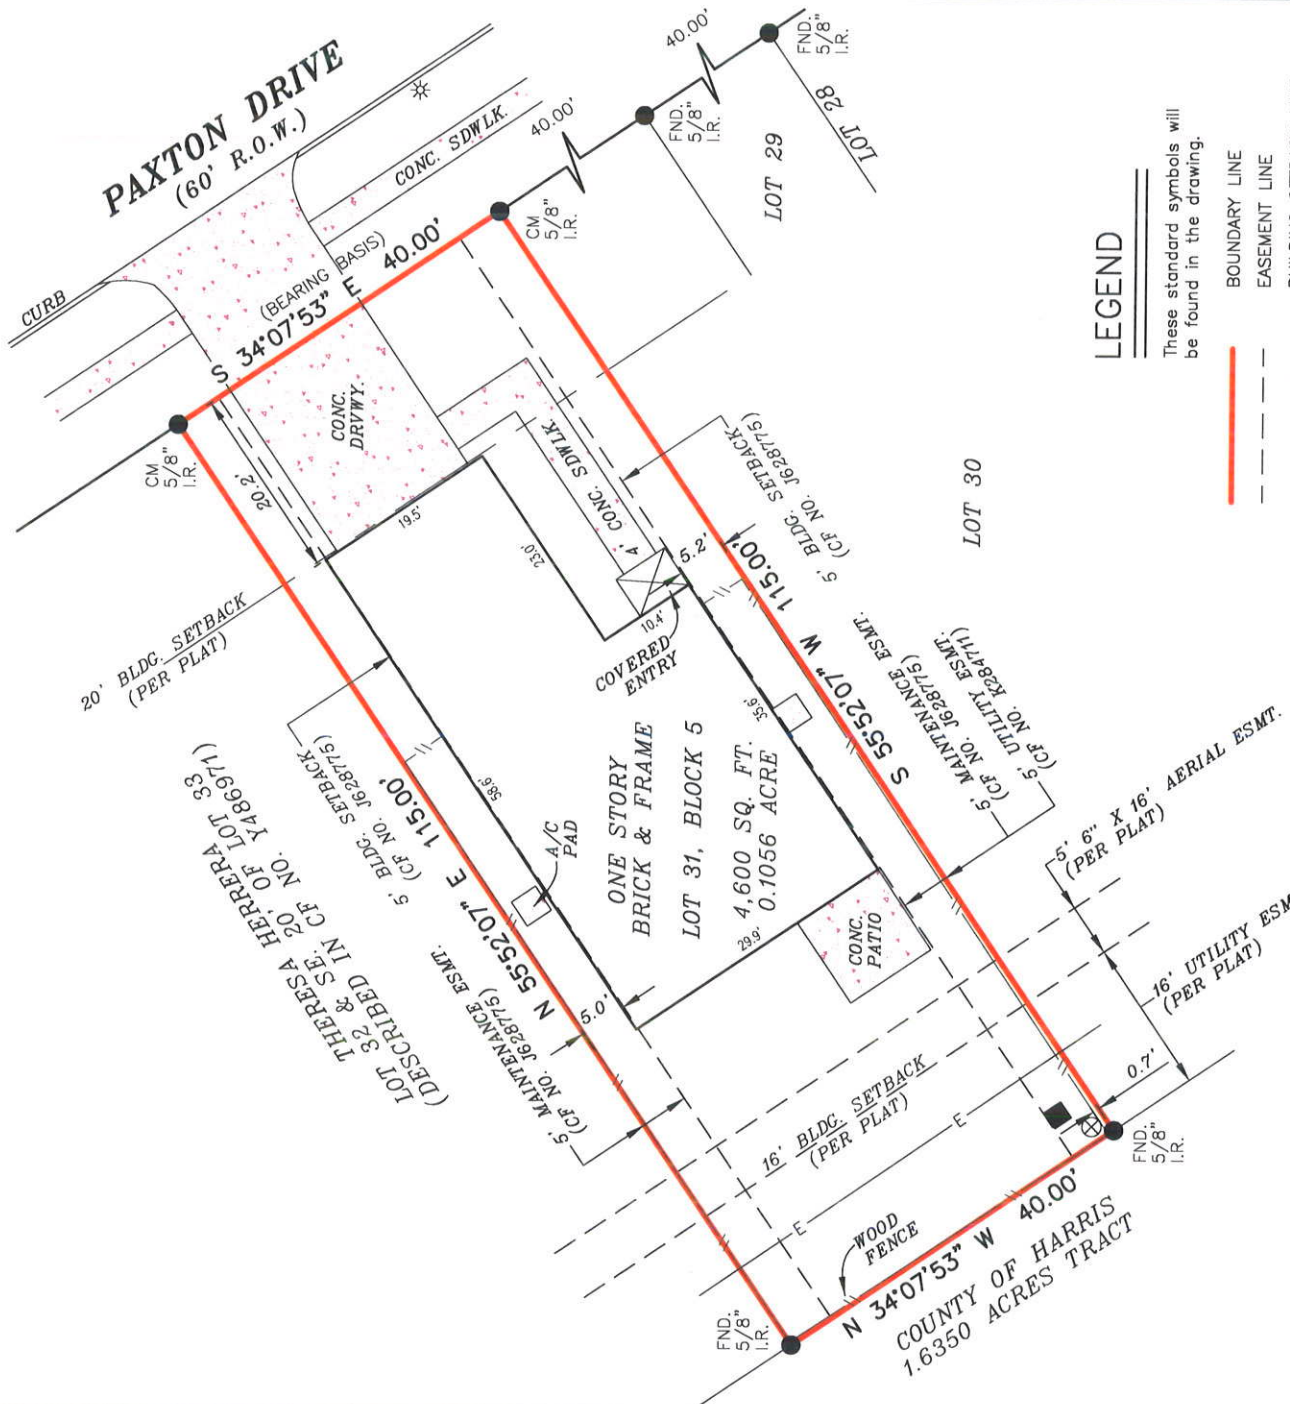 PAXTON DRIVE
(60' R.O.W.)
CURB
CONC. SDWLK.
40.00'
40.00'
FND.
5/8"
I.R.
FND.
5/8"
I.R.
LOT 28
LOT 29
CM
5/8"
I.R.
CM
5/8"
I.R.
S 34°07'53" E 40.00'
(BEARING BASIS)
CONC.
DRVWY.
20.2'
19.5'
23.0'
4' CONC. SDWLK.
10.4'
5.2'
COVERED
ENTRY
20' BLDG. SETBACK
(PER PLAT)
5' BLDG. SETBACK
(CF NO. J628775)
THERESA HERRERA
LOT 32 & SE. 20' OF LOT 33
(DESCRIBED IN CF NO. Y486971)
N 55°52'07" E 115.00'
58.6'
A/C
PAD
ONE STORY
BRICK & FRAME
LOT 31, BLOCK 5
4,600 SQ. FT.
0.1056 ACRE
35.6'
29.9'
CONC.
PATIO
5' BLDG. SETBACK
(CF NO. J628775)
S 55°52'07" W 115.00'
LOT 30
5' MAINTENANCE ESMT.
(CF NO. J628775)
5' UTILITY ESMT.
(CF NO. K284711)
5' MAINTENANCE ESMT.
(CF NO. J628775)
5.0'
5' 6" X 16' AERIAL ESMT.
(PER PLAT)
16' UTILITY ESM
(PER PLAT)
16' BLDG. SETBACK
(PER PLAT)
E
E
0.7'
WOOD
FENCE
FND.
5/8"
I.R.
FND.
5/8"
I.R.
N 34°07'53" W 40.00'
COUNTY OF HARRIS
1.6350 ACRES TRACT
LEGEND
These standard symbols will
be found in the drawing.
BOUNDARY LINE
EASEMENT LINE